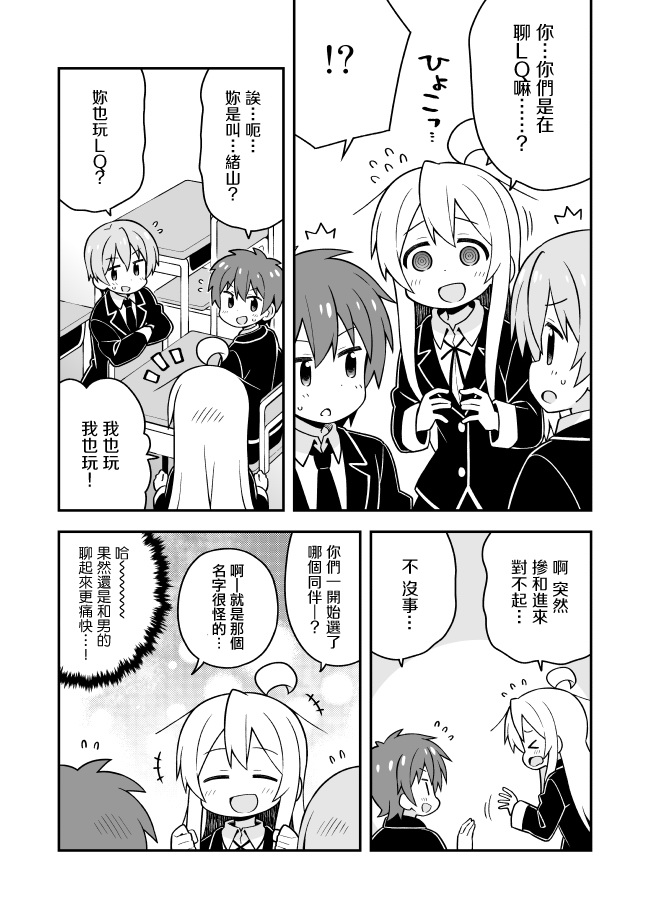 你…你們是在
聊LQ嘛……?
ひょこっ…
!?
誒…呃…
妳是叫…緒山?
妳也玩LQ?
我也玩
我也玩!
啊 突然
摻和進來
對不起…
不 沒事…
你們一開始選了
哪個同伴—?
啊—就是那個
名字很怪的…
哈~~~~~~
果然還是和男的
聊起來更痛快…!